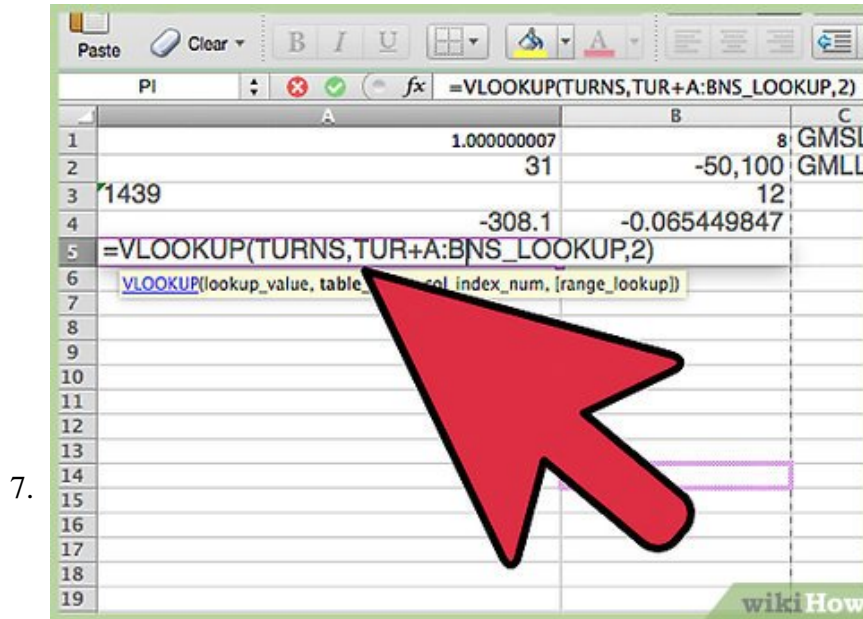 Paste Clear B I U A
PI fx =VLOOKUP(TURNS,TUR+A:BNS_LOOKUP,2)
A B C
1 1.000000007 8 GMSL
2 31 -50,100 GMLL
3 1439 12
4 -308.1 -0.065449847
5 =VLOOKUP(TURNS,TUR+A:BNS_LOOKUP,2)
6 VLOOKUP(lookup_value, table_ col_index_num, [range_lookup])
7
8
9
10
11
12
13
7. 14
15
16
17
18
19 wikiHow